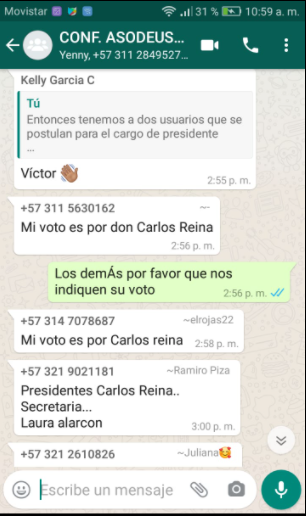 Movistar 31 % 10:59 a. m.
CONF. ASODEUS...
Yenny, +57 311 2849527...
Kelly Garcia C
Tú
Entonces tenemos a dos usuarios que se
postulan para el cargo de presidente
...
Víctor
2:55 p. m.
+57 311 5630162 ~
Mi voto es por don Carlos Reina
2:56 p. m.
Los demÁs por favor que nos
indiquen su voto
2:56 p. m.
+57 314 7078687 ~elrojas22
Mi voto es por Carlos reina 2:58 p. m.
+57 321 9021181 ~Ramiro Piza
Presidentes Carlos Reina..
Secretaria...
Laura alarcon
3:00 p. m.
+57 321 2610826 ~Juliana🥰
Escribe un mensaje